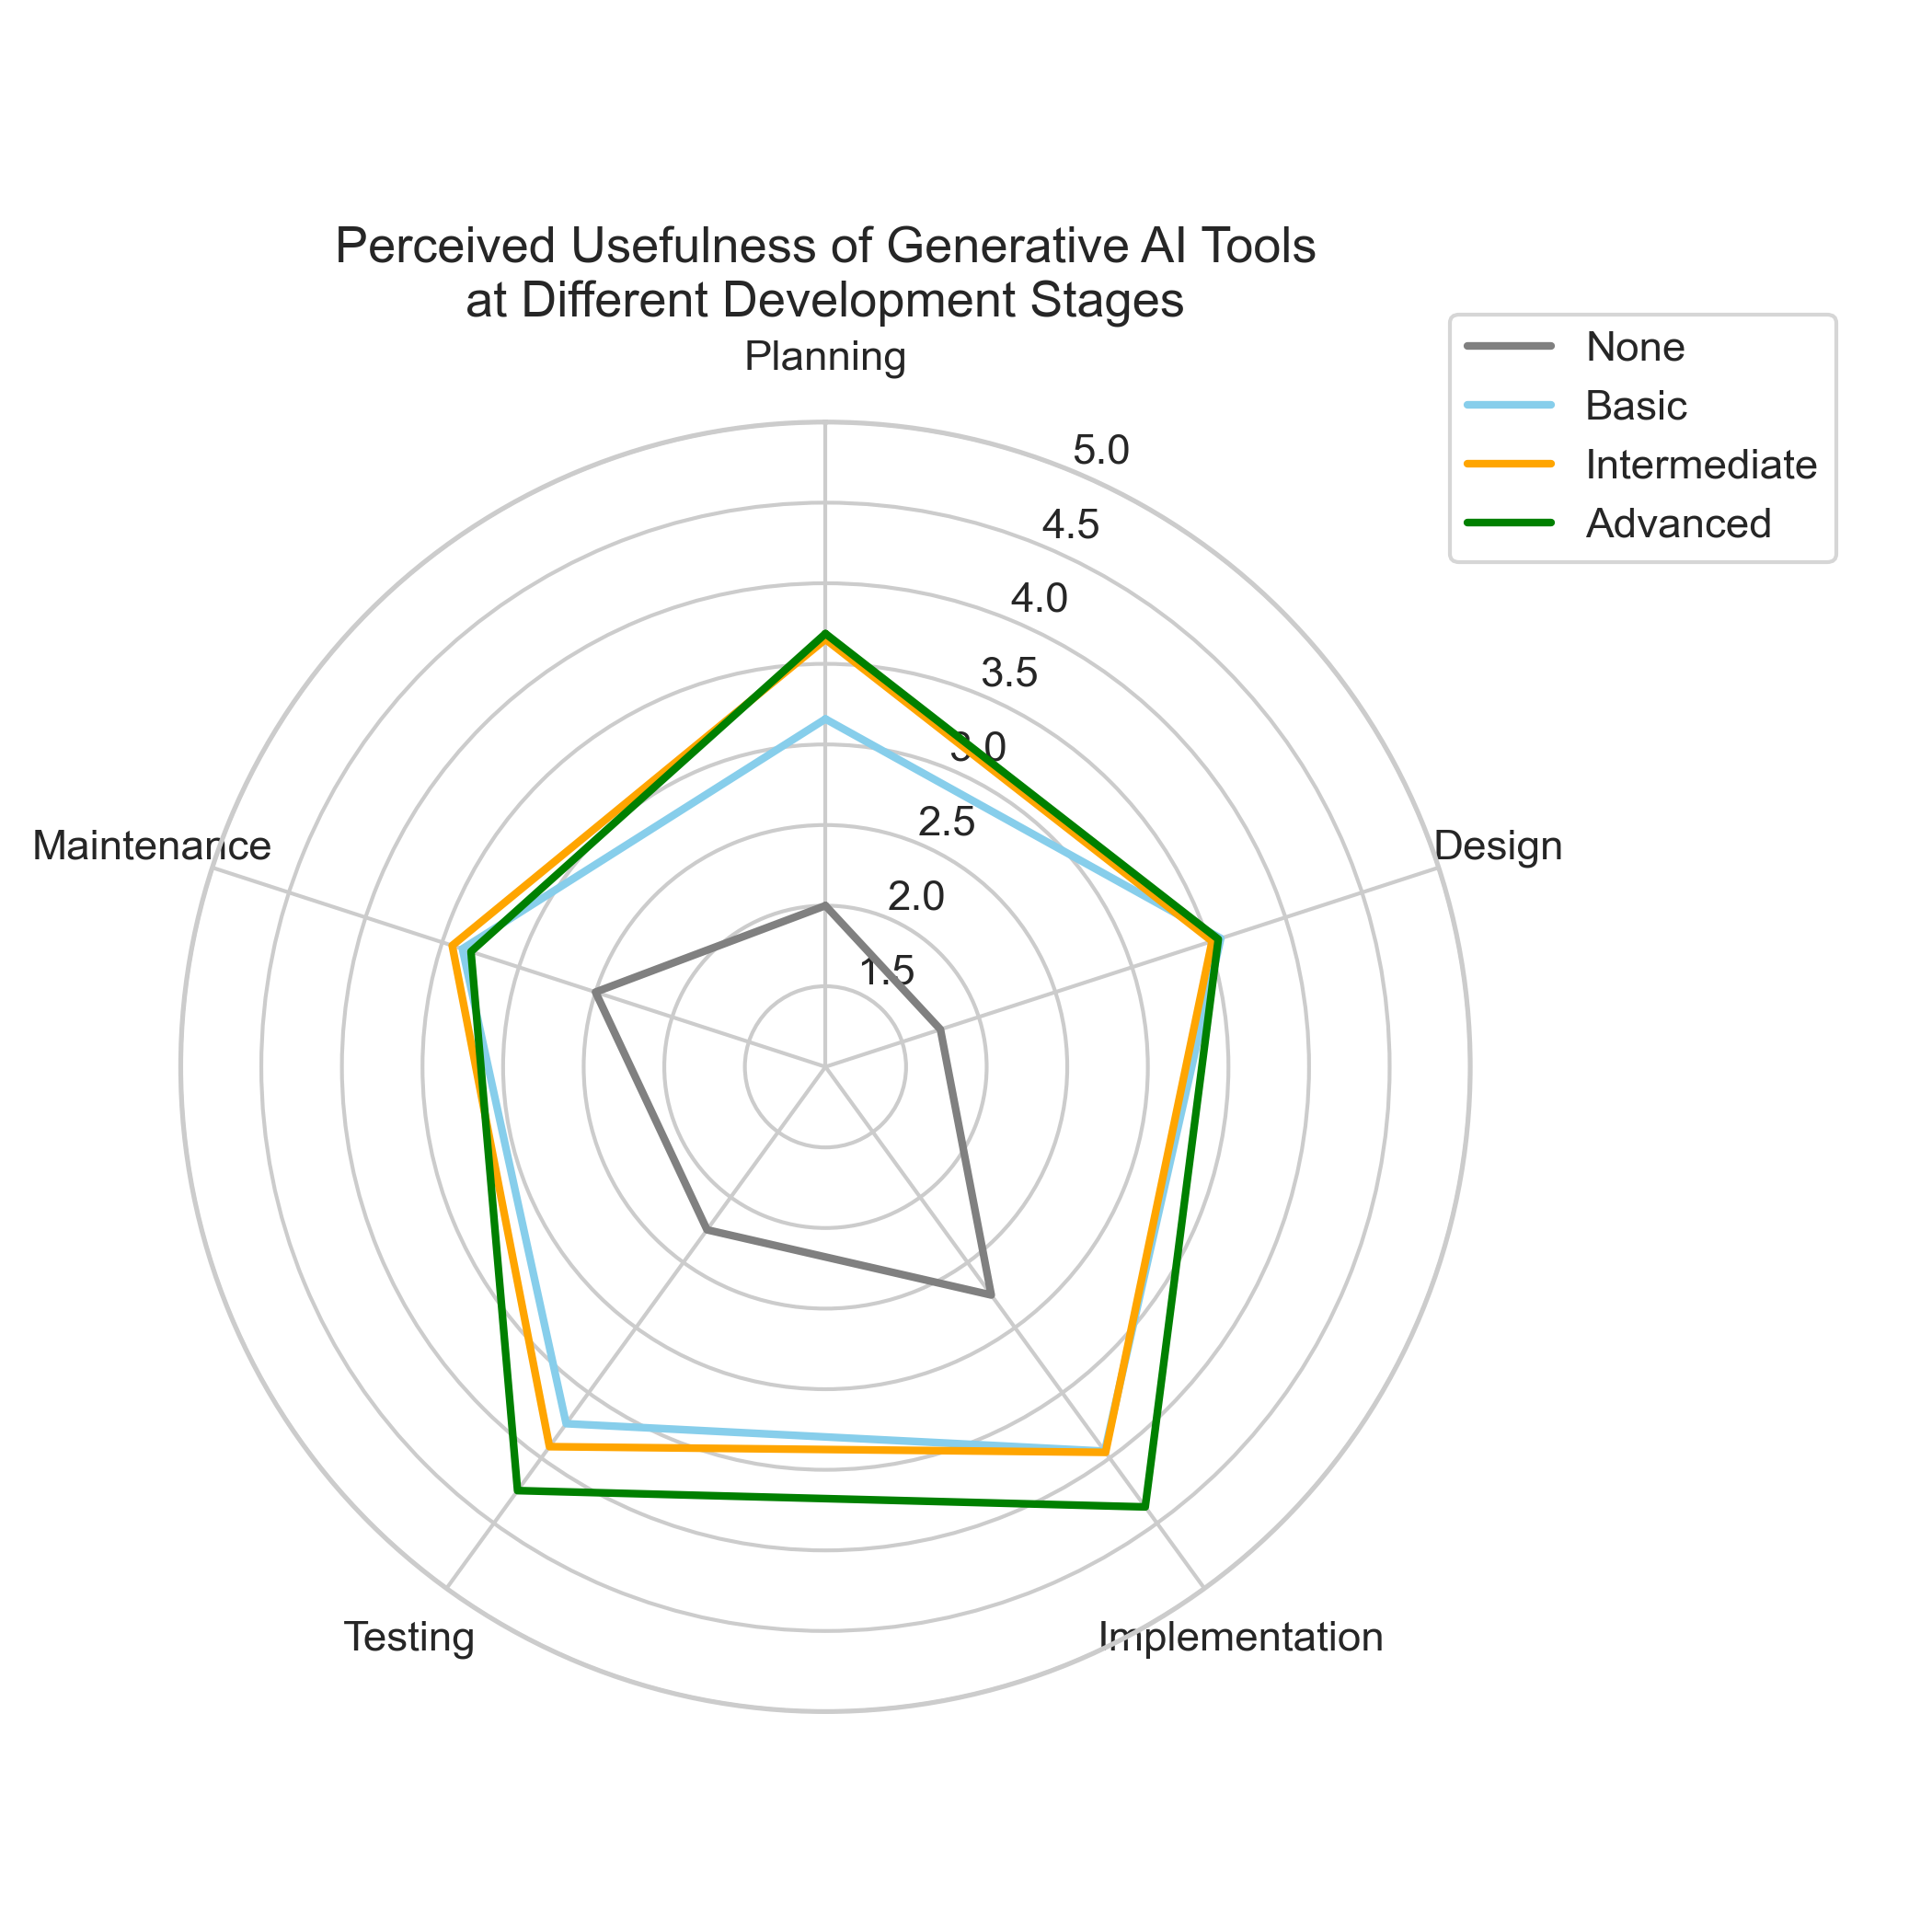 Perceived Usefulness of Generative AI Tools
at Different Development Stages
Planning
None
Basic
Intermediate
Advanced
5.0
4.5
4.0
3.5
3.0
2.5
2.0
1.5
Maintenance
Design
Testing
Implementation